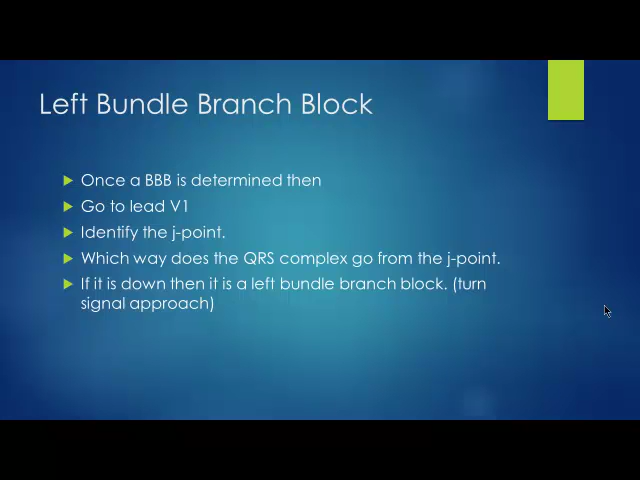 Left Bundle Branch Block
Once a BBB is determined then
Go to lead V1
Identify the j-point.
Which way does the QRS complex go from the j-point.
If it is down then it is a left bundle branch block. (turn
signal approach)